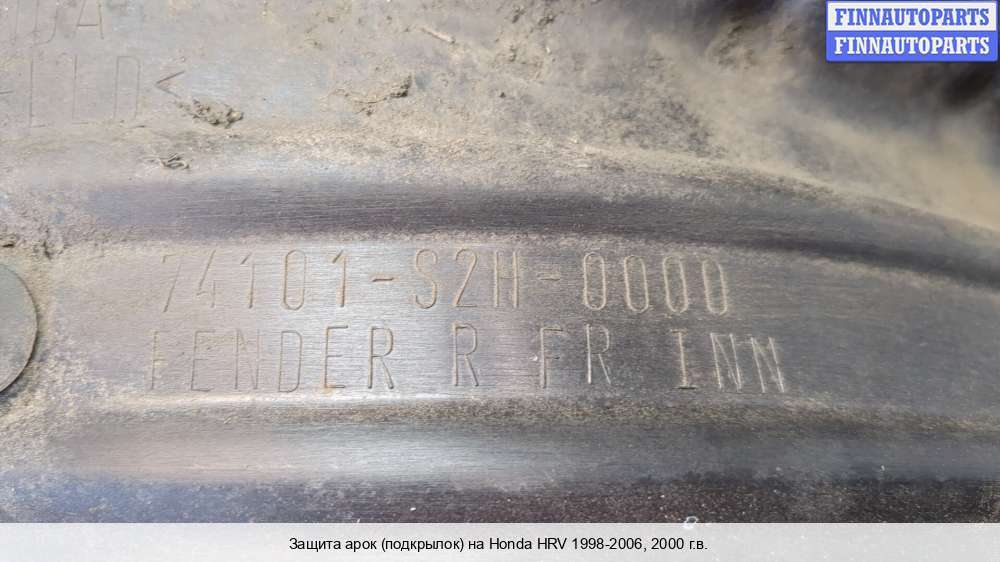 FINNAUTOPARTS
FINNAUTOPARTS
74101-S2H-0000
FENDER R FR INN
Защита арок (подкрылок) на Honda HRV 1998-2006, 2000 г.в.